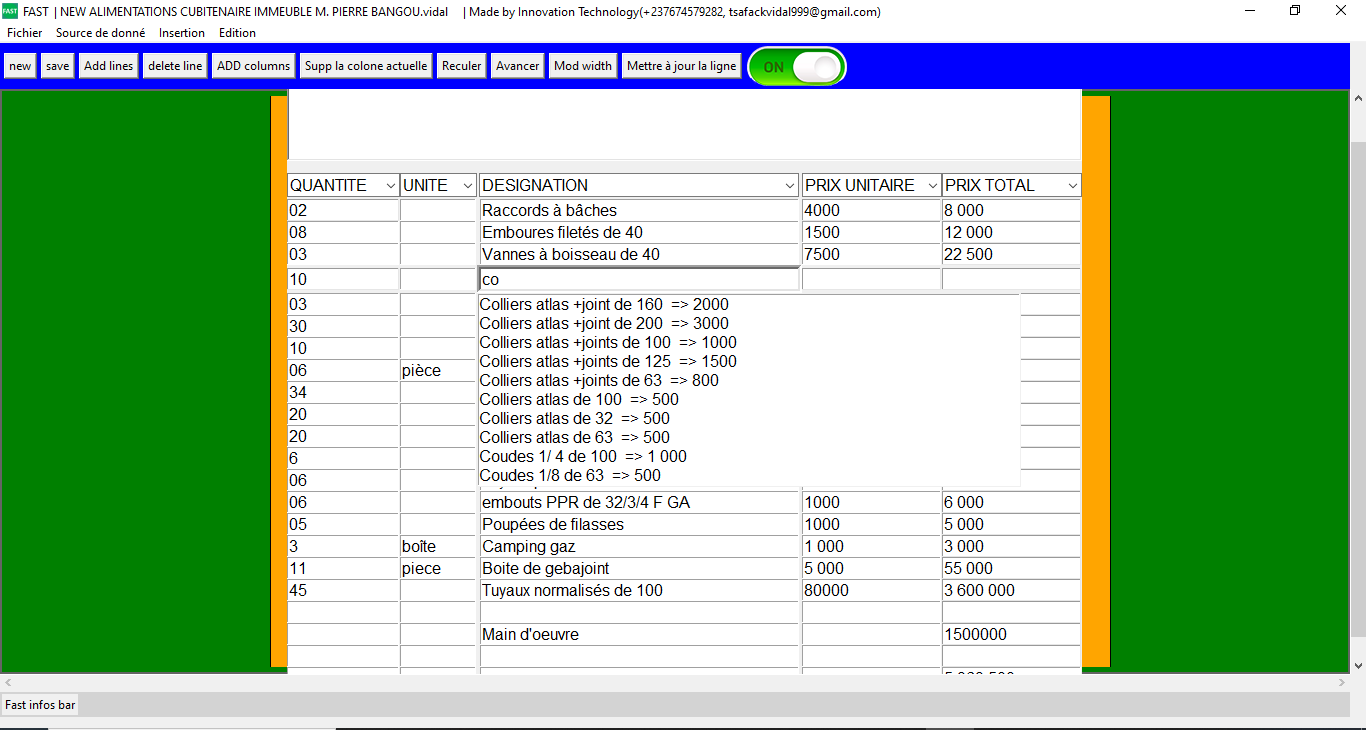 FAST FAST | NEW ALIMENTATIONS CUBITENAIRE IMMEUBLE M. PIERRE BANGOU.vidal | Made by Innovation Technology(+237674579282, tsafackvidal999@gmail.com)
Fichier Source de donné Insertion Edition
new save Add lines delete line ADD columns Supp la colone actuelle Reculer Avancer Mod width Mettre à jour la ligne ON
QUANTITE UNITE DESIGNATION PRIX UNITAIRE PRIX TOTAL
02 Raccords à bâches 4000 8 000
08 Emboures filetés de 40 1500 12 000
03 Vannes à boisseau de 40 7500 22 500
10 co
03 Colliers atlas +joint de 160 => 2000
30 Colliers atlas +joint de 200 => 3000
10 Colliers atlas +joints de 100 => 1000
06 pièce Colliers atlas +joints de 125 => 1500
Colliers atlas +joints de 63 => 800
34 Colliers atlas de 100 => 500
20 Colliers atlas de 32 => 500
20 Colliers atlas de 63 => 500
6 Coudes 1/ 4 de 100 => 1 000
06 Coudes 1/8 de 63 => 500
06 embouts PPR de 32/3/4 F GA 1000 6 000
05 Poupées de filasses 1000 5 000
3 boîte Camping gaz 1 000 3 000
11 piece Boite de gebajoint 5 000 55 000
45 Tuyaux normalisés de 100 80000 3 600 000
Main d'oeuvre 1500000
Fast infos bar